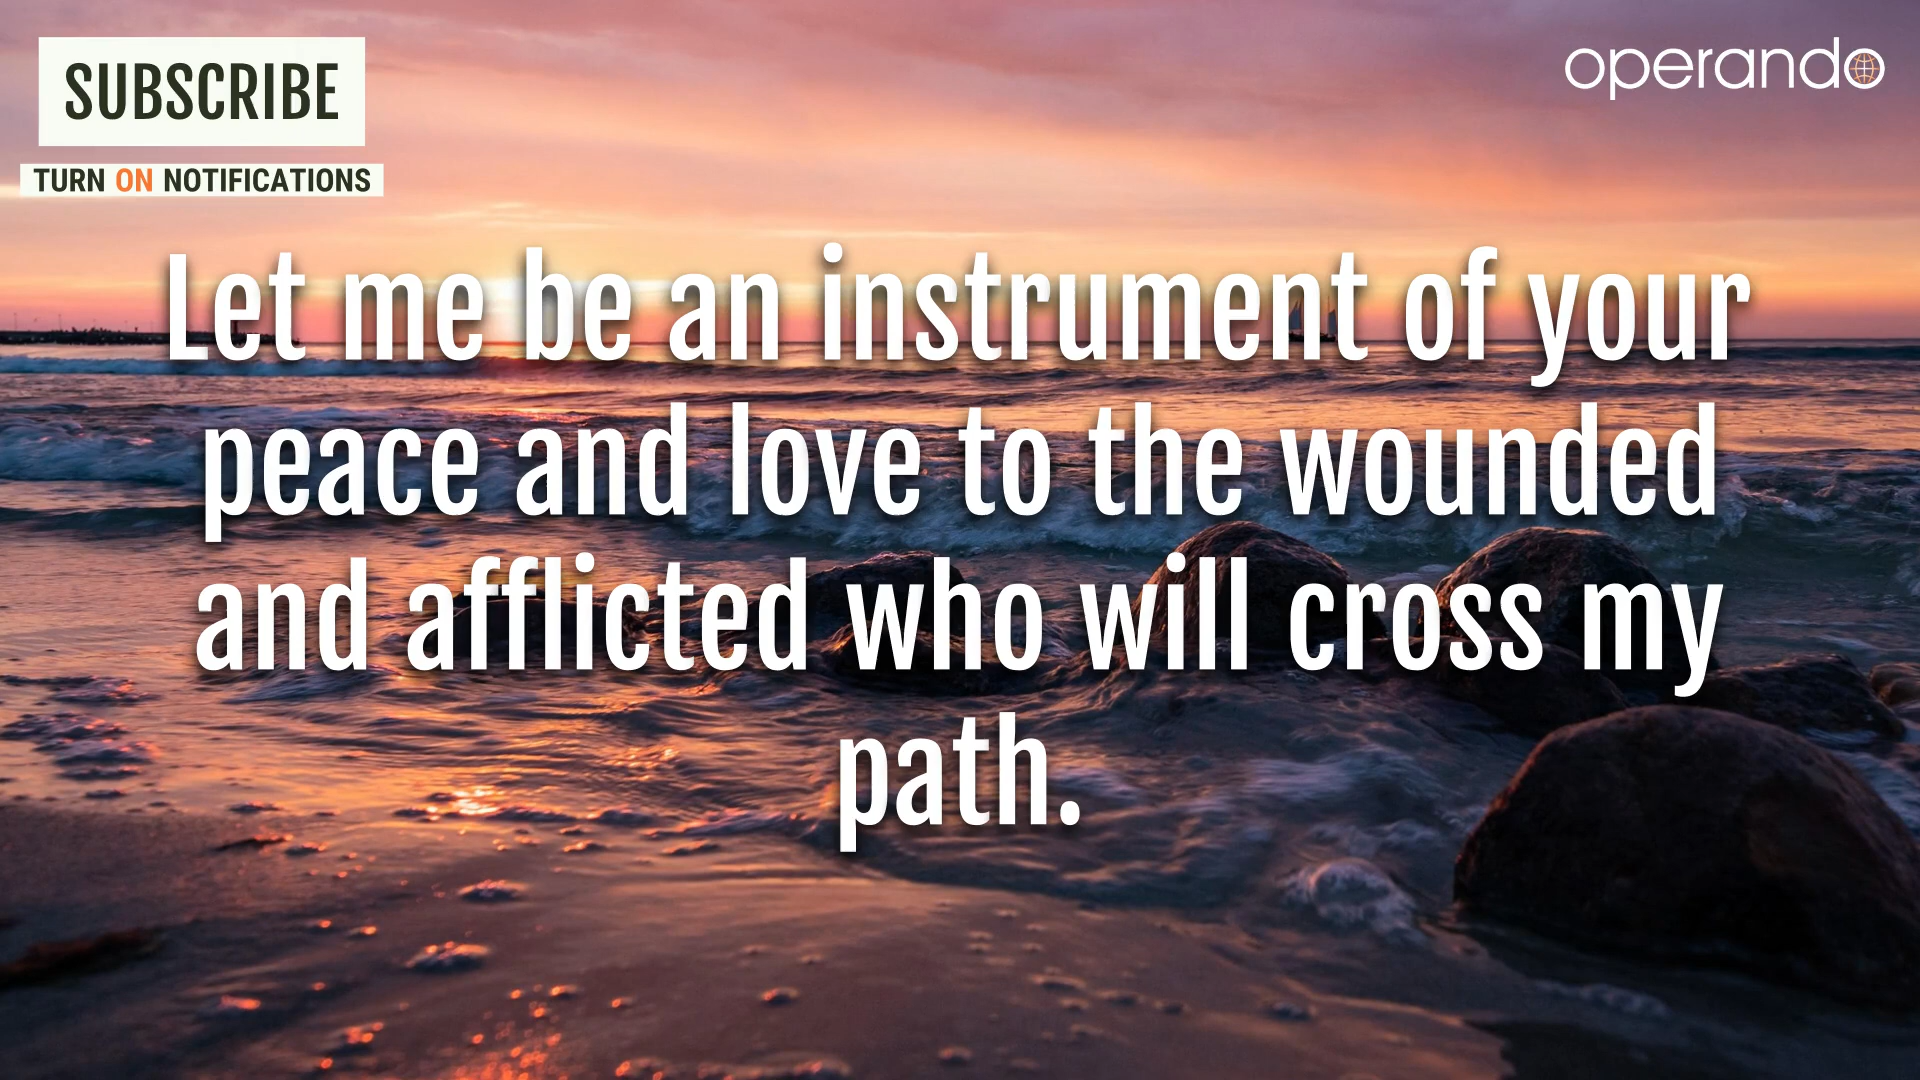 SUBSCRIBE
operando
TURN ON NOTIFICATIONS
Let me be an instrument of your
peace and love to the wounded
and afflicted who will cross my
path.